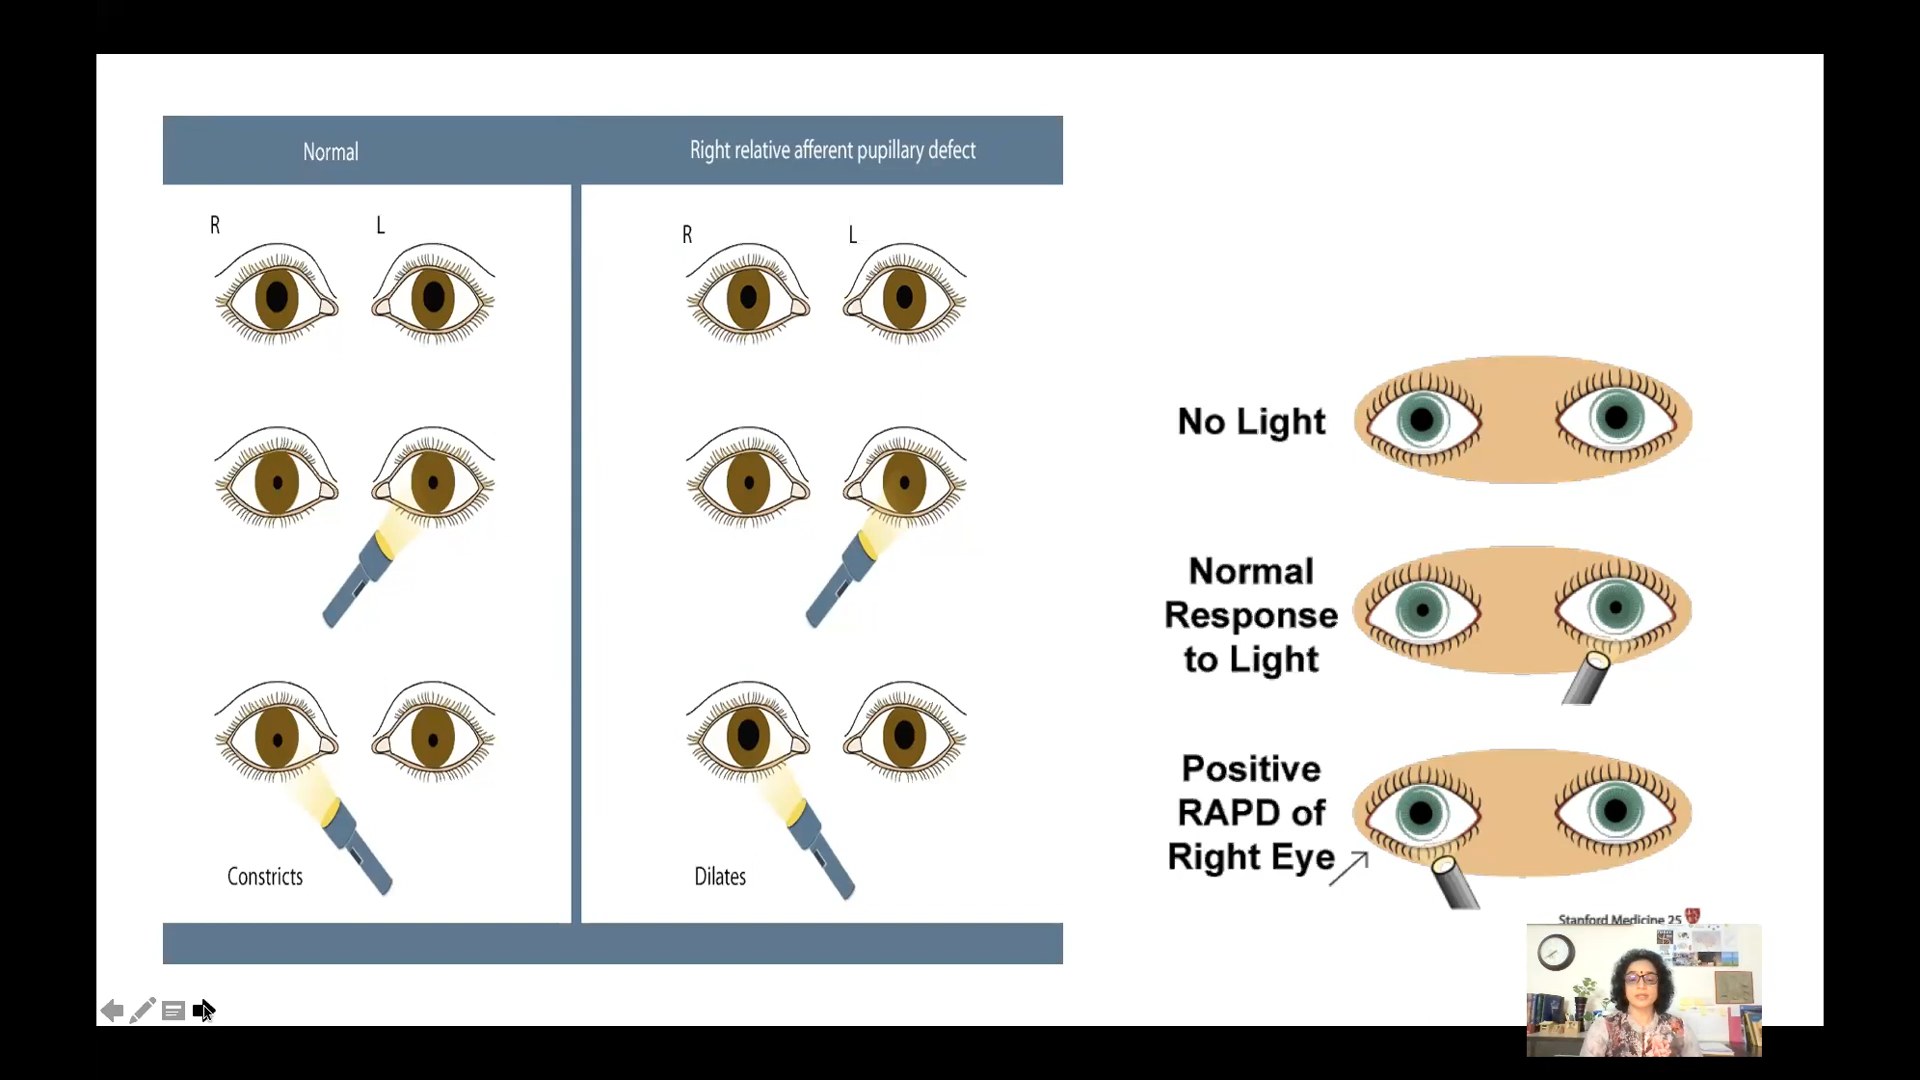 Normal
Right relative afferent pupillary defect
R L
R L
Constricts
Dilates
No Light
Normal
Response
to Light
Positive
RAPD of
Right Eye
Stanford Medicine 25